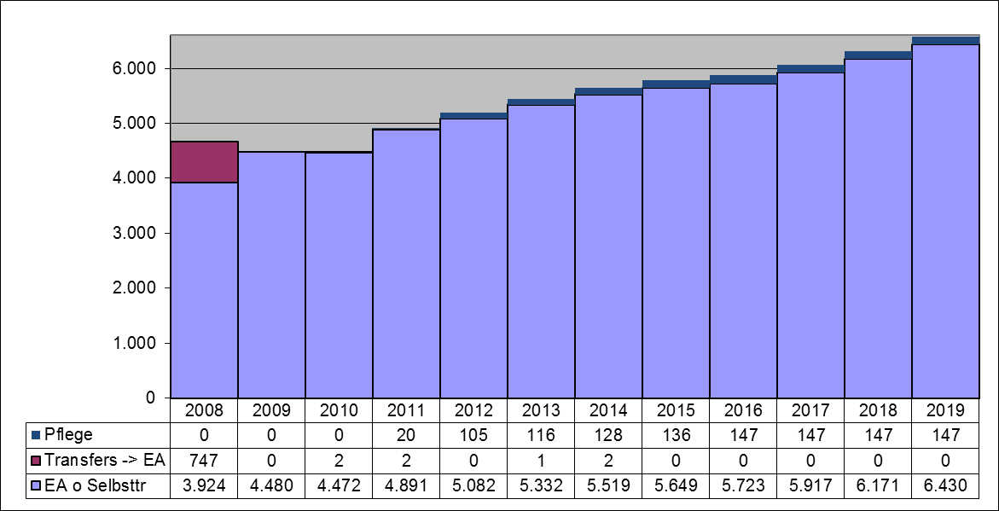 6.000
5.000
4.000
3.000
2.000
1.000
0
2008 2009 2010 2011 2012 2013 2014 2015 2016 2017 2018 2019
Pflege 0 0 0 20 105 116 128 136 147 147 147 147
Transfers -> EA 747 0 2 2 0 1 2 0 0 0 0 0
EA o Selbsttr 3.924 4.480 4.472 4.891 5.082 5.332 5.519 5.649 5.723 5.917 6.171 6.430